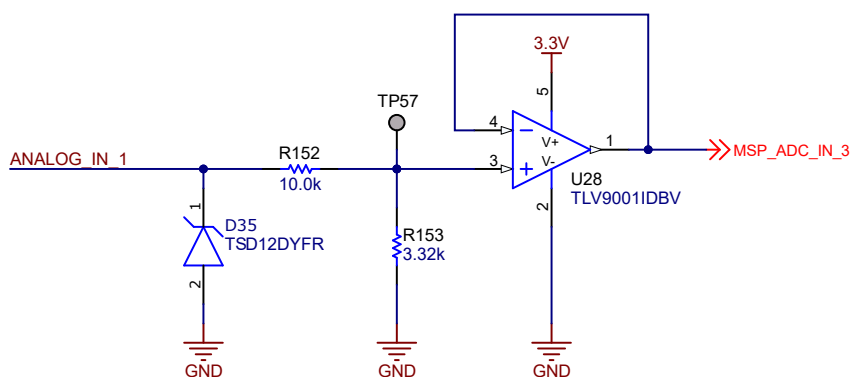 3.3V
TP57
5
4
V+
1
ANALOG_IN_1
R152
3
V-
MSP_ADC_IN_3
10.0k
U28
TLV9001IDBV
1
2
D35
TSD12DYFR
R153
3.32k
2
GND
GND
GND